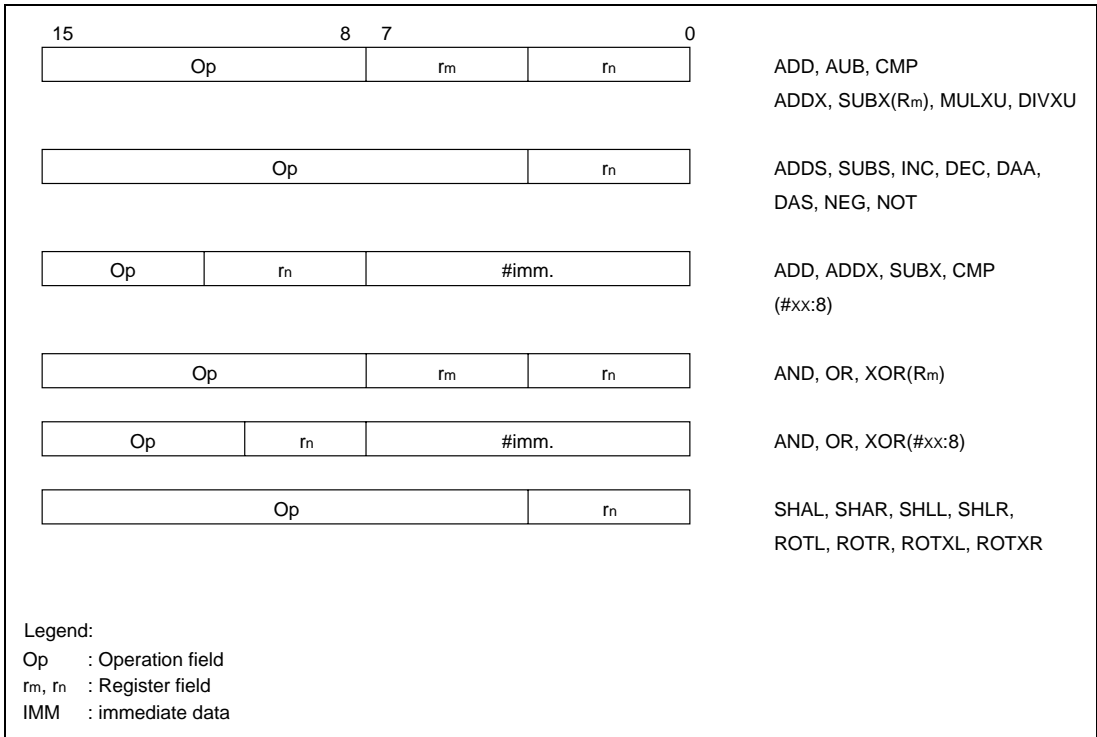 15 8 7 0
Op rm rn ADD, AUB, CMP
ADDX, SUBX(Rm), MULXU, DIVXU
Op rn ADDS, SUBS, INC, DEC, DAA,
DAS, NEG, NOT
Op rn #imm. ADD, ADDX, SUBX, CMP
(#xx:8)
Op rm rn AND, OR, XOR(Rm)
Op rn #imm. AND, OR, XOR(#xx:8)
Op rn SHAL, SHAR, SHLL, SHLR,
ROTL, ROTR, ROTXL, ROTXR
Legend:
Op : Operation field
rm, rn : Register field
IMM : immediate data